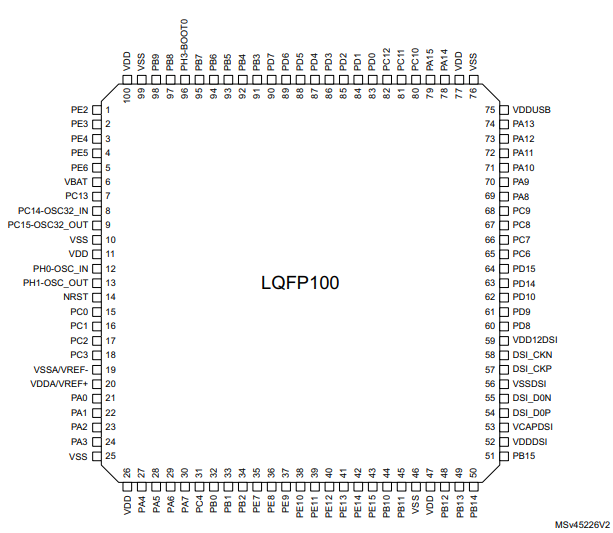 VDD VSS PB9 PB8 PH3-BOOT0 PB7 PB6 PB5 PB4 PB3 PD7 PD6 PD5 PD4 PD3 PD2 PD1 PD0 PC12 PC11 PC10 PA15 PA14 VDD VSS
100 99 98 97 96 95 94 93 92 91 90 89 88 87 86 85 84 83 82 81 80 79 78 77 76
PE2 1 75 VDDUSB
PE3 2 74 PA13
PE4 3 73 PA12
PE5 4 72 PA11
PE6 5 71 PA10
VBAT 6 70 PA9
PC13 7 69 PA8
PC14-OSC32_IN 8 68 PC9
PC15-OSC32_OUT 9 67 PC8
VSS 10 66 PC7
VDD 11 65 PC6
PH0-OSC_IN 12 64 PD15
PH1-OSC_OUT 13 63 PD14
NRST 14 62 PD10
PC0 15 61 PD9
PC1 16 60 PD8
PC2 17 59 VDD12DSI
PC3 18 58 DSI_CKN
VSSA/VREF- 19 57 DSI_CKP
VDDA/VREF+ 20 56 VSSDSI
PA0 21 55 DSI_D0N
PA1 22 54 DSI_D0P
PA2 23 53 VCAPDSI
PA3 24 52 VDDDSI
VSS 25 51 PB15
LQFP100
26 27 28 29 30 31 32 33 34 35 36 37 38 39 40 41 42 43 44 45 46 47 48 49 50
VDD PA4 PA5 PA6 PA7 PC4 PB0 PB1 PB2 PE7 PE8 PE9 PE10 PE11 PE12 PE13 PE14 PE15 PB10 PB11 VSS VDD PB12 PB13 PB14
MSv45226V2